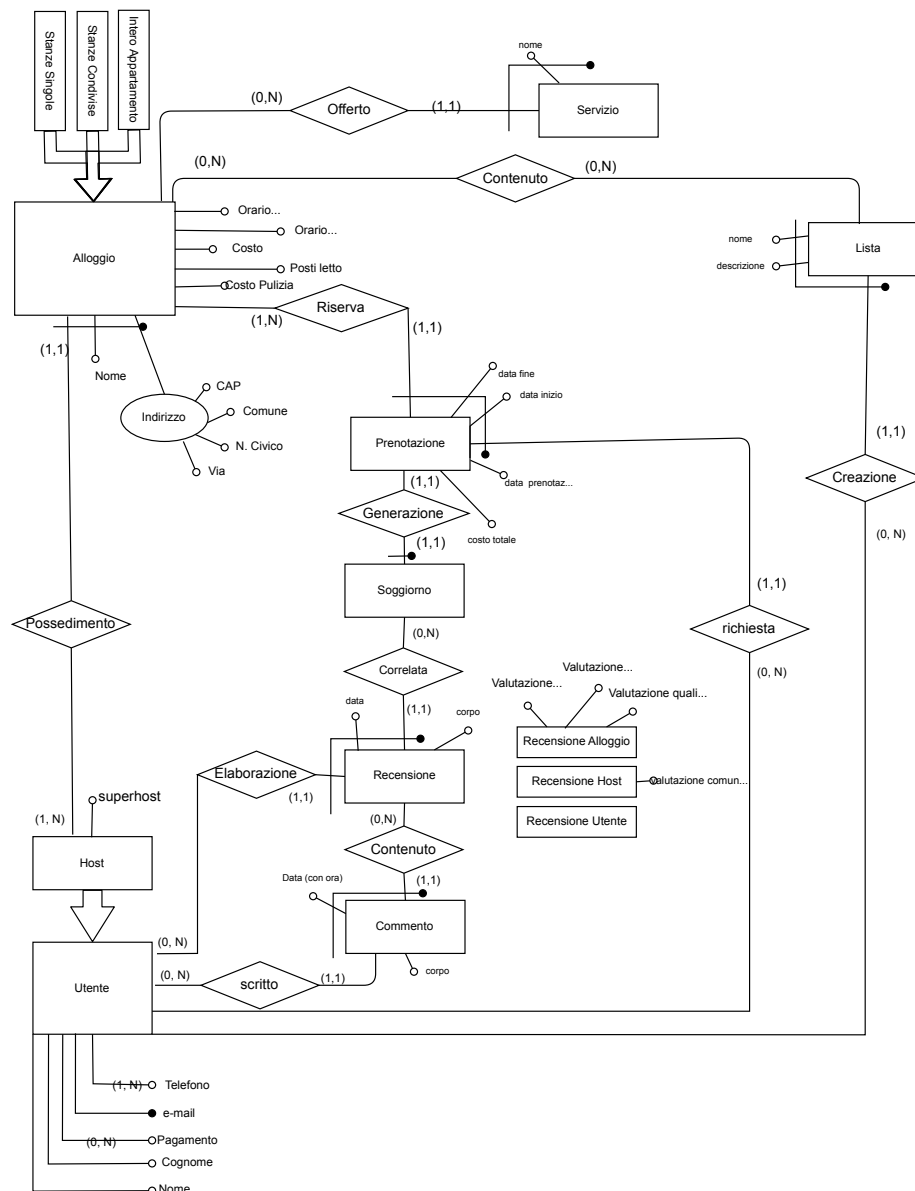 Stanze Singole
Stanze Condivise
Intero Appartamento
nome
(0,N)
Offerto
(1,1)
Servizio
(0,N)
Contenuto
(0,N)
Orario...
Orario...
Costo
Posti letto
Costo Pulizia
Alloggio
nome
descrizione
Lista
Riserva
(1,N)
(1,1)
(1,1)
Nome
CAP
Indirizzo
Comune
N. Civico
Via
data fine
data inizio
Prenotazione
data prenotaz...
costo totale
(1,1)
Generazione
(1,1)
(1,1)
Creazione
(0, N)
Soggiorno
(0,N)
Possedimento
(1,1)
richiesta
(0, N)
Correlata
(1,1)
Valutazione...
Valutazione...
Valutazione quali...
Recensione Alloggio
Recensione Host
Valutazione comun...
Recensione Utente
data
corpo
Elaborazione
(1,1)
Recensione
(0,N)
Contenuto
(1,1)
superhost
(1, N)
Host
Data (con ora)
Commento
corpo
(0, N)
(0, N)
scritto
(1,1)
Utente
(1, N)
Telefono
e-mail
(0, N)
Pagamento
Cognome
Nome